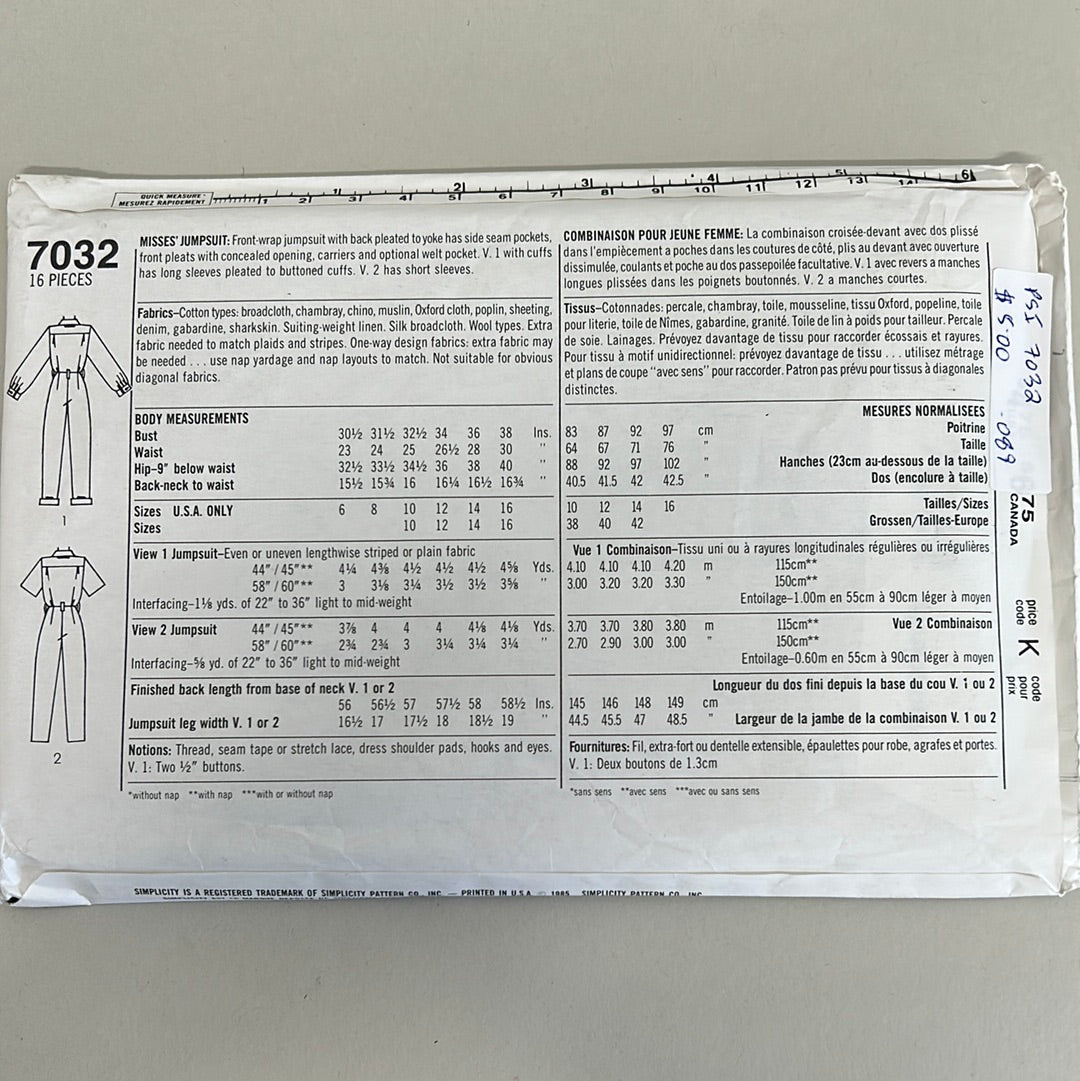 QUICK MEASURE·
MESUREZ RAPIDEMENT
1 2 3 4 5 6
1 2 3 4 5 6 7 8 9 10 11 12 13 14
7032
16 PIECES
MISSES' JUMPSUIT: Front-wrap jumpsuit with back pleated to yoke has side seam pockets,
front pleats with concealed opening, carriers and optional welt pocket. V. 1 with cuffs
has long sleeves pleated to buttoned cuffs. V. 2 has short sleeves.
Fabrics–Cotton types: broadcloth, chambray, chino, muslin, Oxford cloth, poplin, sheeting,
denim, gabardine, sharkskin. Suiting-weight linen. Silk broadcloth. Wool types. Extra
fabric needed to match plaids and stripes. One-way design fabrics: extra fabric may
be needed . . . use nap yardage and nap layouts to match. Not suitable for obvious
diagonal fabrics.
BODY MEASUREMENTS
Bust 30½ 31½ 32½ 34 36 38 Ins.
Waist 23 24 25 26½ 28 30 "
Hip–9" below waist 32½ 33½ 34½ 36 38 40 "
Back-neck to waist 15½ 15¾ 16 16¼ 16½ 16¾ "
Sizes U.S.A. ONLY 6 8 10 12 14 16
Sizes 10 12 14 16
View 1 Jumpsuit–Even or uneven lengthwise striped or plain fabric
44" / 45"** 4¼ 4⅜ 4½ 4½ 4½ 4⅝ Yds.
58" / 60"** 3 3⅛ 3¼ 3½ 3½ 3⅝ "
Interfacing–1⅛ yds. of 22" to 36" light to mid-weight
View 2 Jumpsuit 44" / 45"** 3⅞ 4 4 4 4⅛ 4⅛ Yds.
58" / 60"** 2¾ 2¾ 3 3¼ 3¼ 3¼ "
Interfacing–⅝ yd. of 22" to 36" light to mid-weight
Finished back length from base of neck V. 1 or 2
56 56½ 57 57½ 58 58½ Ins.
Jumpsuit leg width V. 1 or 2 16½ 17 17½ 18 18½ 19 "
Notions: Thread, seam tape or stretch lace, dress shoulder pads, hooks and eyes.
V. 1: Two ½" buttons.
*without nap **with nap ***with or without nap
1
2
COMBINAISON POUR JEUNE FEMME: La combinaison croisée-devant avec dos plissé
dans l'empiècement a poches dans les coutures de côté, plis au devant avec ouverture
dissimulée, coulants et poche au dos passepoilée facultative. V. 1 avec revers a manches
longues plissées dans les poignets boutonnés. V. 2 a manches courtes.
Tissus–Cotonnades: percale, chambray, toile, mousseline, tissu Oxford, popeline, toile
pour literie, toile de Nîmes, gabardine, granité. Toile de lin à poids pour tailleur. Percale
de soie. Lainages. Prévoyez davantage de tissu pour raccorder écossais et rayures.
Pour tissu à motif unidirectionnel: prévoyez davantage de tissu . . . utilisez métrage
et plans de coupe "avec sens" pour raccorder. Patron pas prévu pour tissus à diagonales
distinctes.
MESURES NORMALISEES
83 87 92 97 cm Poitrine
64 67 71 76 " Taille
88 92 97 102 " Hanches (23cm au-dessous de la taille)
40.5 41.5 42 42.5 " Dos (encolure à taille)
10 12 14 16 Tailles/Sizes
38 40 42 Grossen/Tailles-Europe
Vue 1 Combinaison–Tissu uni ou à rayures longitudinales régulières ou irrégulières
4.10 4.10 4.10 4.20 m 115cm**
3.00 3.20 3.20 3.30 " 150cm**
Entoilage–1.00m en 55cm à 90cm léger à moyen
3.70 3.70 3.80 3.80 m 115cm** Vue 2 Combinaison
2.70 2.90 3.00 3.00 " 150cm**
Entoilage–0.60m en 55cm à 90cm léger à moyen
Longueur du dos fini depuis la base du cou V. 1 ou 2
145 146 148 149 cm
44.5 45.5 47 48.5 " Largeur de la jambe de la combinaison V. 1 ou 2
Fournitures: Fil, extra-fort ou dentelle extensible, épaulettes pour robe, agrafes et portes.
V. 1: Deux boutons de 1.3cm
*sans sens **avec sens ***avec ou sans sens
PSI 7032
$5.00 .089
75
CANADA
price
code
K
code
pour
prix
SIMPLICITY IS A REGISTERED TRADEMARK OF SIMPLICITY PATTERN CO. INC. — PRINTED IN U.S.A © 1985 SIMPLICITY PATTERN CO. INC.